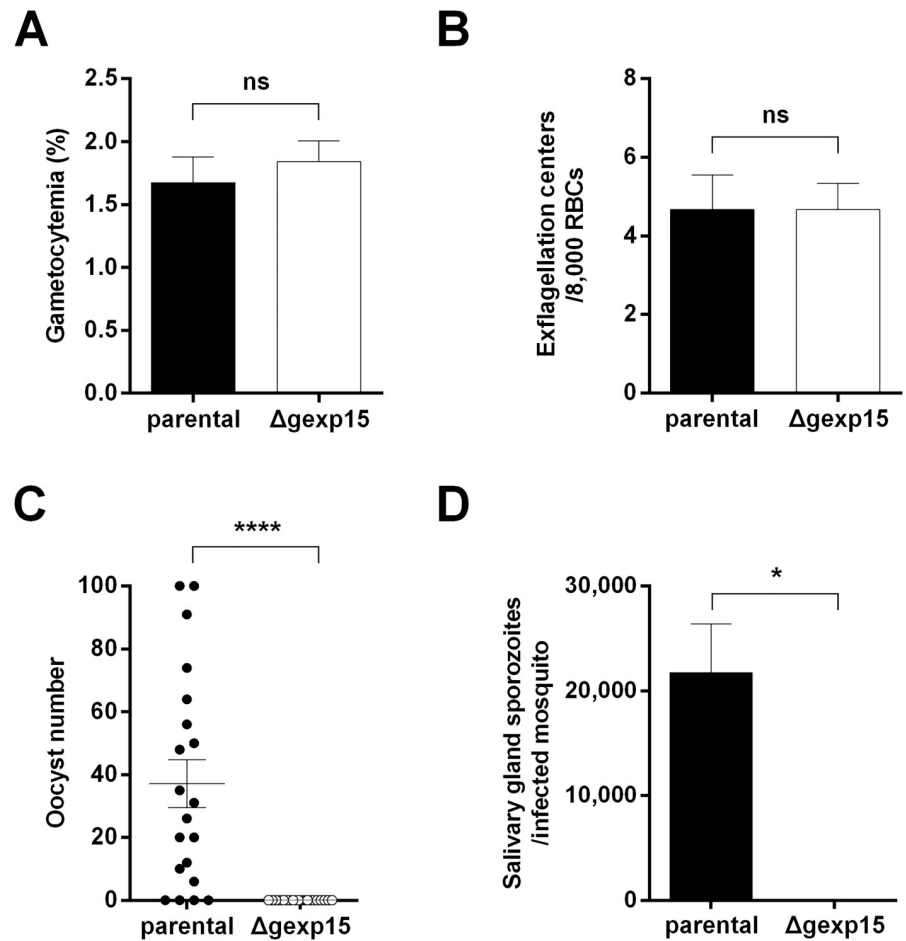 A
ns
Gametocytemia (%)
2.5
2.0
1.5
1.0
0.5
0.0
parental
Δgexp15
B
ns
Exflagellation centers
/8,000 RBCs
8
6
4
2
0
parental
Δgexp15
C
****
Oocyst number
100
80
60
40
20
0
parental
Δgexp15
D
*
Salivary gland sporozoites
/infected mosquito
30,000
20,000
10,000
0
parental
Δgexp15